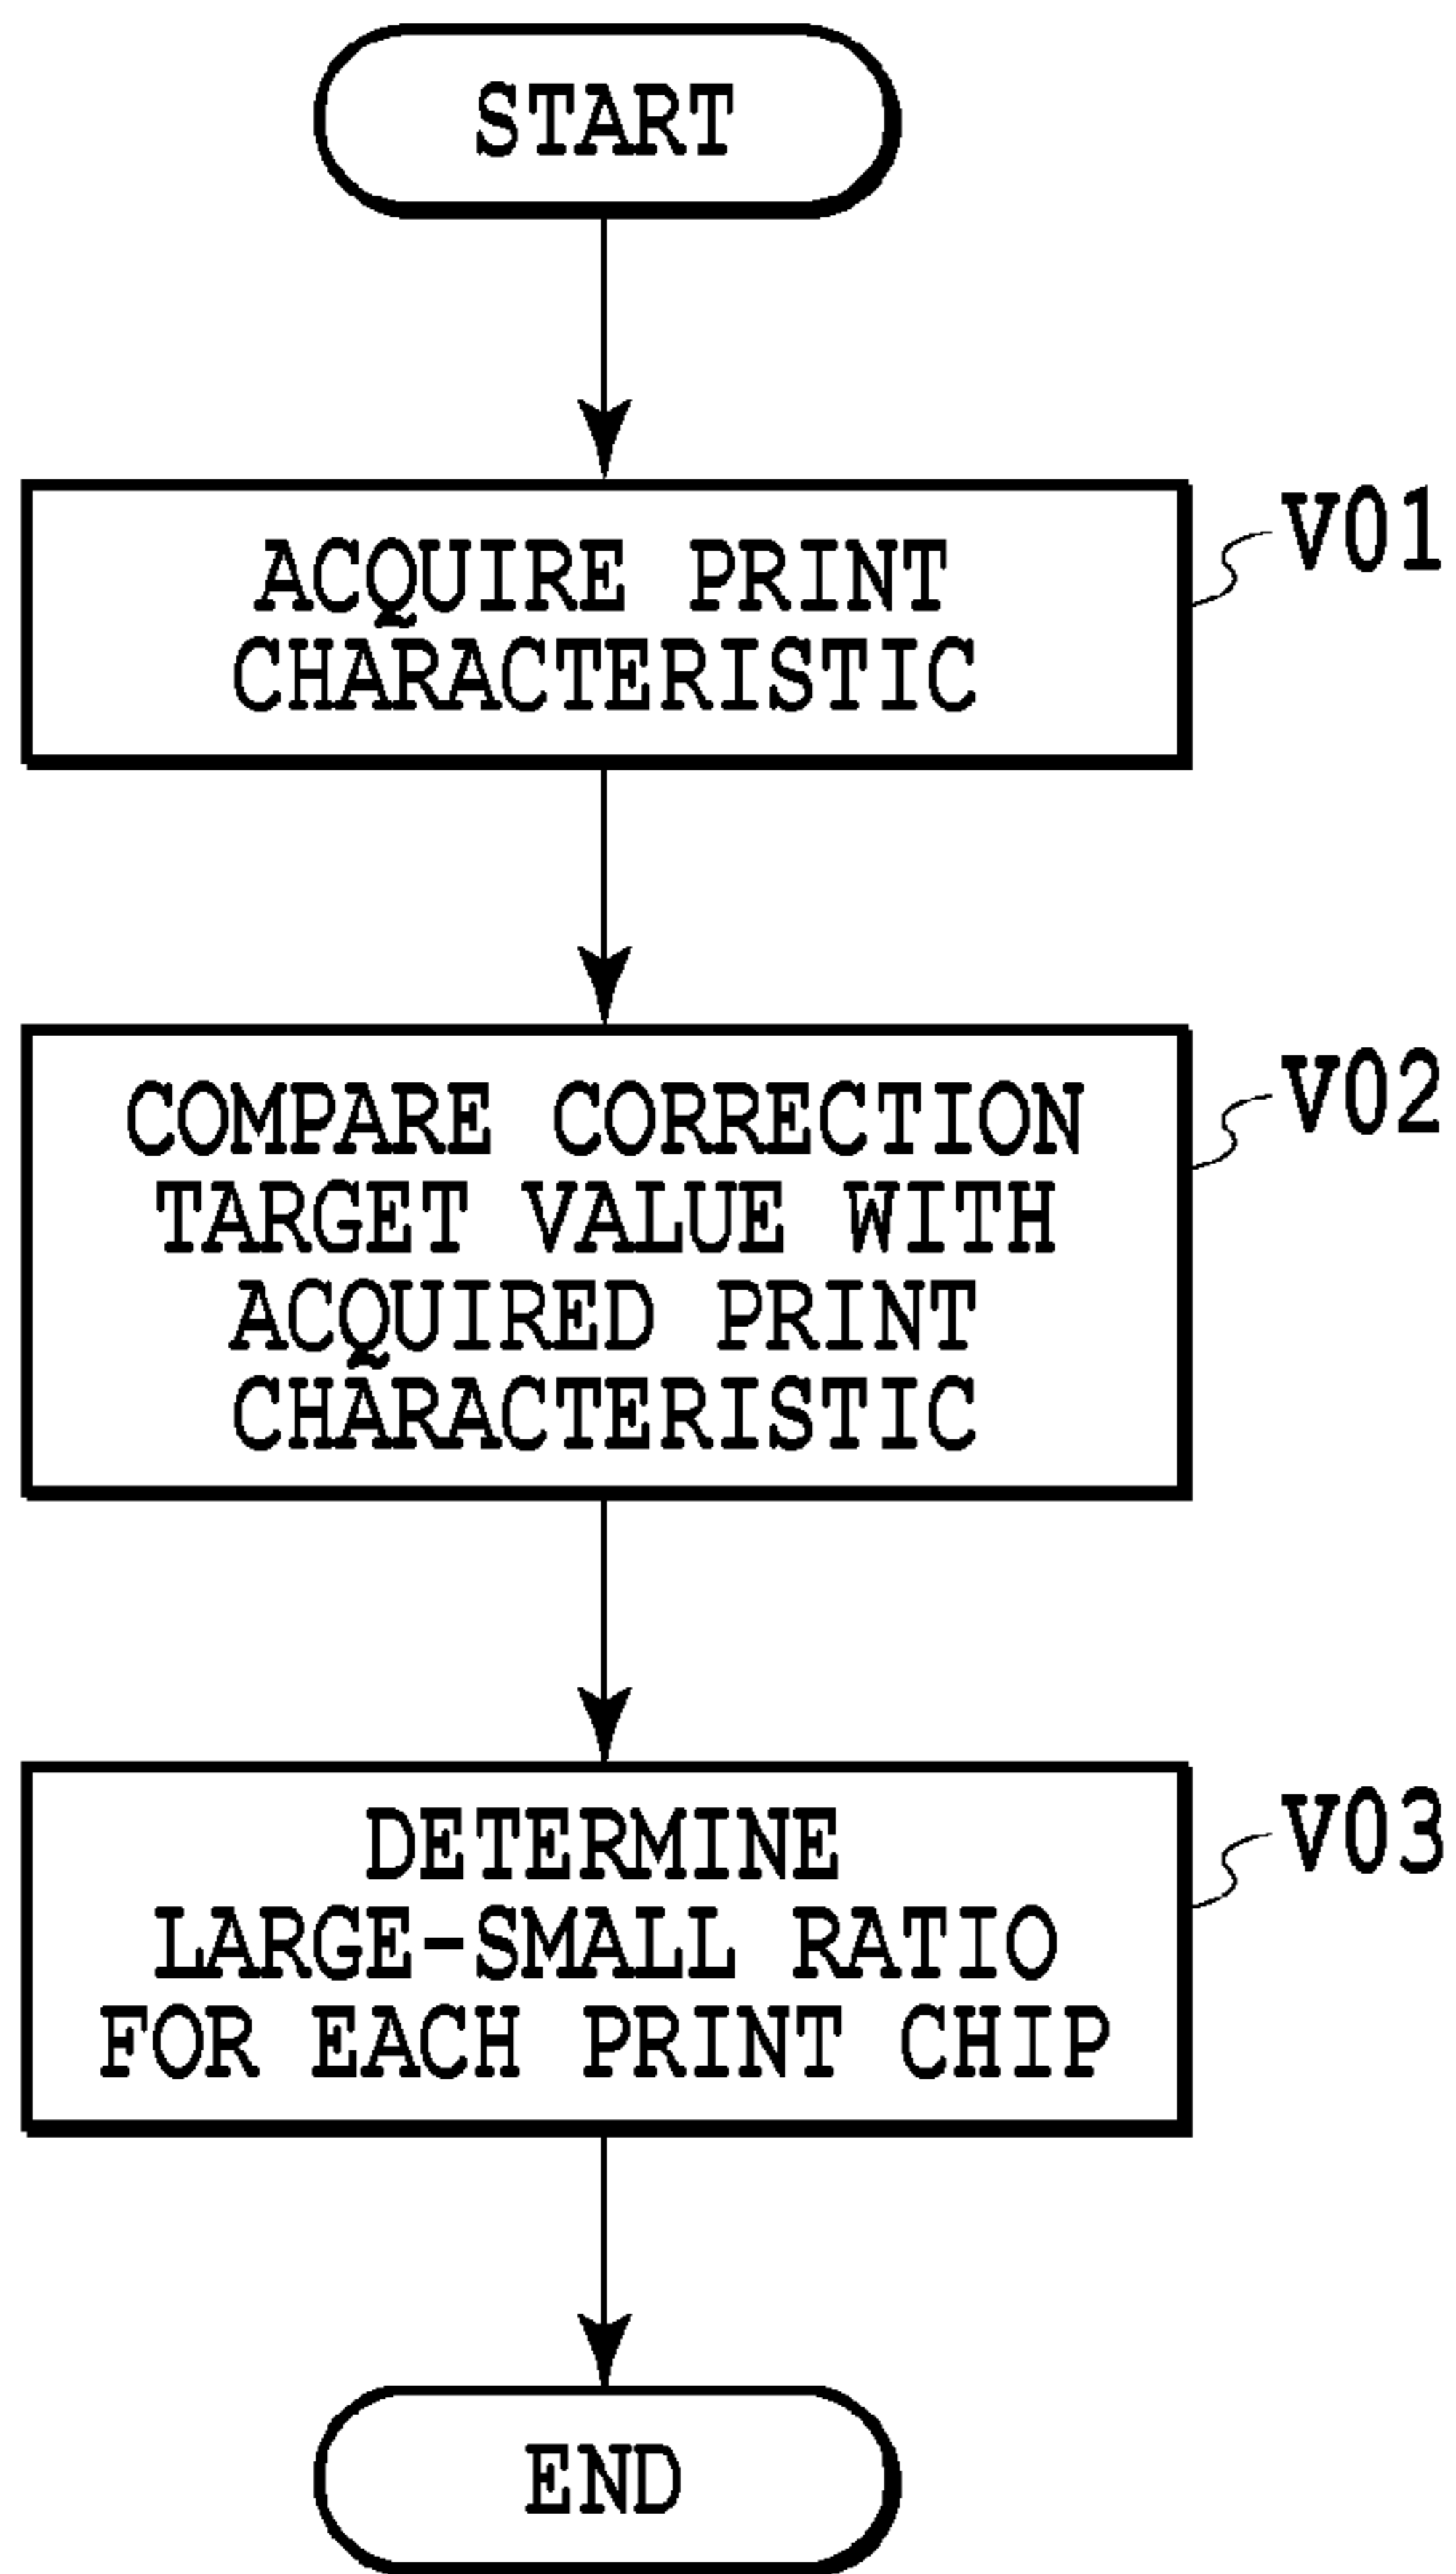 START
ACQUIRE PRINT
CHARACTERISTIC
V01
COMPARE CORRECTION
TARGET VALUE WITH
ACQUIRED PRINT
CHARACTERISTIC
V02
DETERMINE
LARGE-SMALL RATIO
FOR EACH PRINT CHIP
V03
END